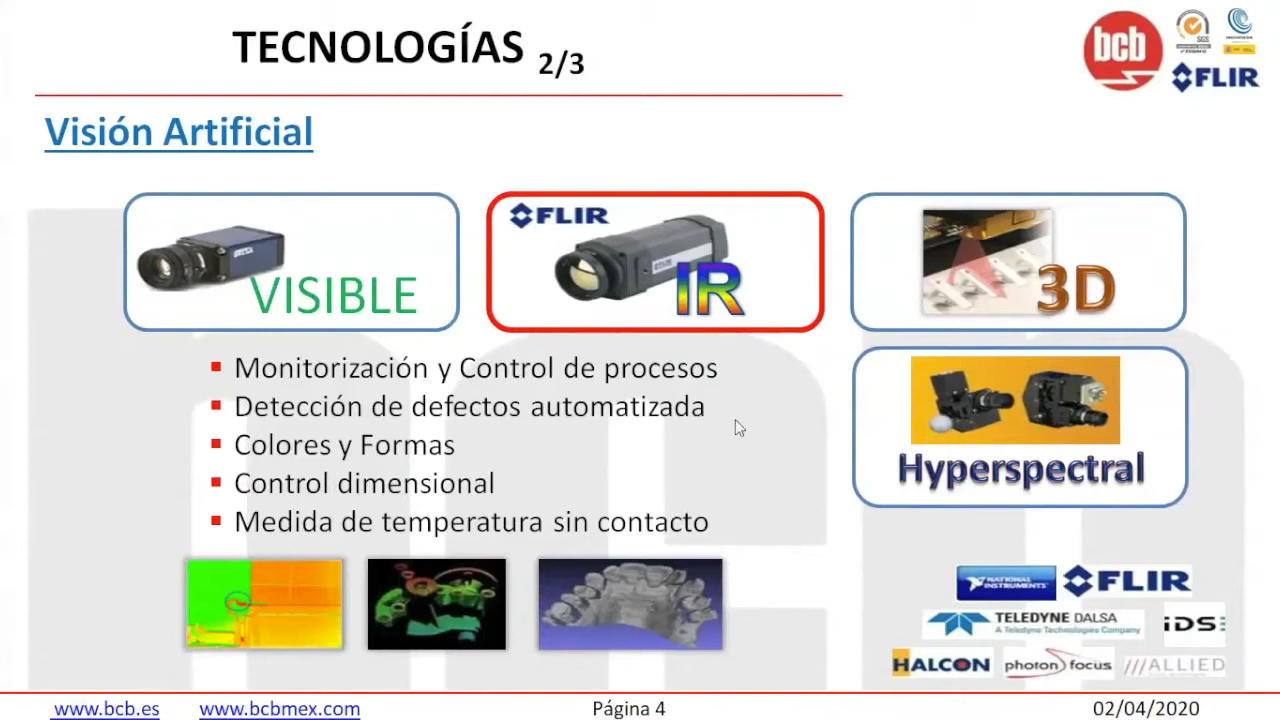 TECNOLOGÍAS 2/3
bcb
SGS
FLIR
Visión Artificial
VISIBLE
FLIR
IR
3D
Monitorización y Control de procesos
Detección de defectos automatizada
Colores y Formas
Control dimensional
Medida de temperatura sin contacto
Hyperspectral
NATIONAL INSTRUMENTS
FLIR
TELEDYNE DALSA
A Teledyne Technologies Company
iDS:
HALCON
photon focus
///ALLIED
www.bcb.es
www.bcbmex.com
Página 4
02/04/2020